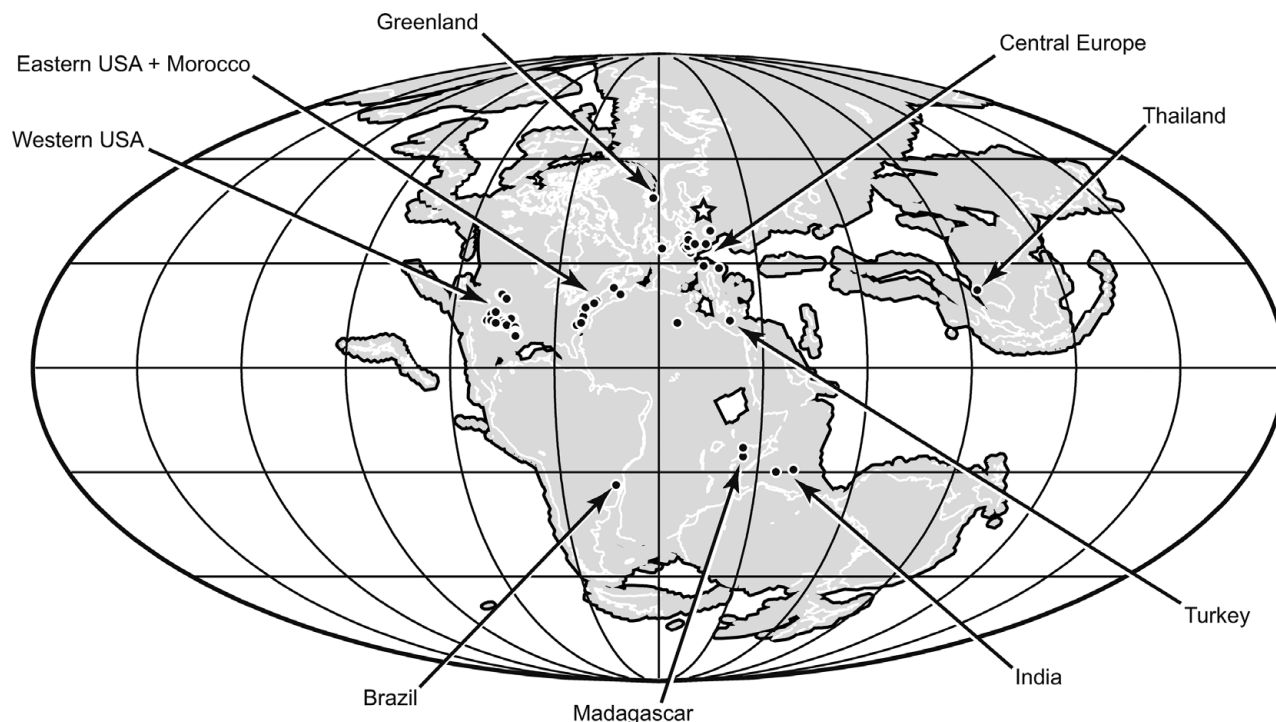 Greenland
Central Europe
Eastern USA + Morocco
Thailand
Western USA
Turkey
India
Brazil
Madagascar